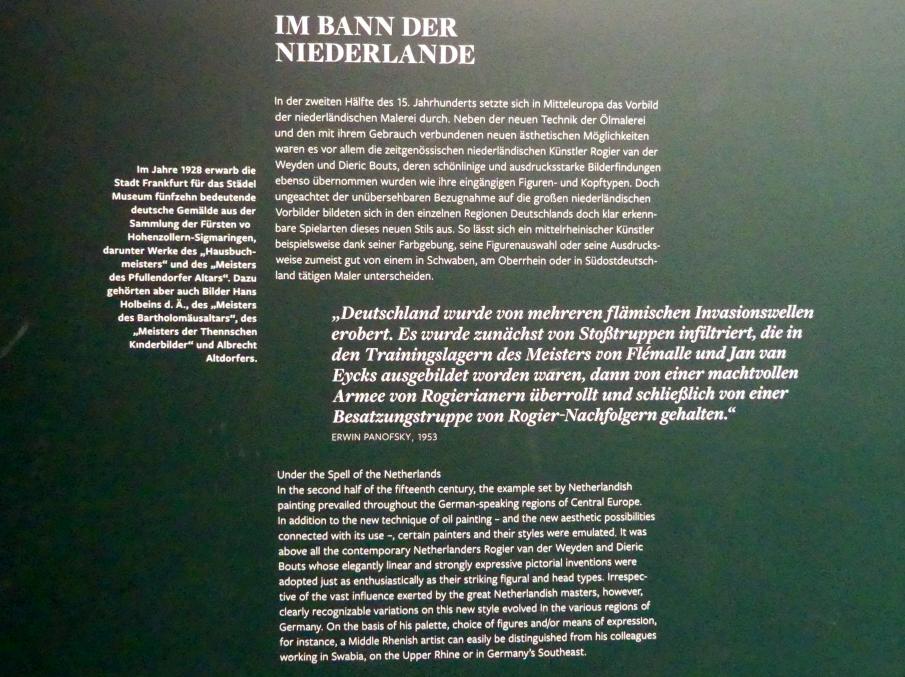 IM BANN DER
NIEDERLANDE
In der zweiten Hälfte des 15. Jahrhunderts setzte sich in Mitteleuropa das Vorbild
der niederländischen Malerei durch. Neben der neuen Technik der Ölmalerei
und den mit ihrem Gebrauch verbundenen neuen ästhetischen Möglichkeiten
waren es vor allem die zeitgenössischen niederländischen Künstler Rogier van der
Weyden und Dieric Bouts, deren schönlinige und ausdrucksstarke Bilderfindungen
ebenso übernommen wurden wie ihre eingängigen Figuren- und Kopftypen. Doch
ungeachtet der unübersehbaren Bezugnahme auf die großen niederländischen
Vorbilder bildeten sich in den einzelnen Regionen Deutschlands doch klar erkenn-
bare Spielarten dieses neuen Stils aus. So lässt sich ein mittelrheinischer Künstler
beispielsweise dank seiner Farbgebung, seine Figurenauswahl oder seine Ausdrucks-
weise zumeist gut von einem in Schwaben, am Oberrhein oder in Südostdeutsch-
land tätigen Maler unterscheiden.
Im Jahre 1928 erwarb die
Stadt Frankfurt für das Städel
Museum fünfzehn bedeutende
deutsche Gemälde aus der
Sammlung der Fürsten vo
Hohenzollern-Sigmaringen,
darunter Werke des „Hausbuch-
meisters“ und des „Meisters
des Pfullendorfer Altars“. Dazu
gehörten aber auch Bilder Hans
Holbeins d. Ä., des „Meisters
des Bartholomäusaltars“, des
„Meisters der Thennschen
Kinderbilder“ und Albrecht
Altdorfers.
„Deutschland wurde von mehreren flämischen Invasionswellen
erobert. Es wurde zunächst von Stoßtruppen infiltriert, die in
den Trainingslagern des Meisters von Flémalle und Jan van
Eycks ausgebildet worden waren, dann von einer machtvollen
Armee von Rogierianern überrollt und schließlich von einer
Besatzungstruppe von Rogier-Nachfolgern gehalten.“
ERWIN PANOFSKY, 1953
Under the Spell of the Netherlands
In the second half of the fifteenth century, the example set by Netherlandish
painting prevailed throughout the German-speaking regions of Central Europe.
In addition to the new technique of oil painting – and the new aesthetic possibilities
connected with its use –, certain painters and their styles were emulated. It was
above all the contemporary Netherlanders Rogier van der Weyden and Dieric
Bouts whose elegantly linear and strongly expressive pictorial inventions were
adopted just as enthusiastically as their striking figural and head types. Irrespec-
tive of the vast influence exerted by the great Netherlandish masters, however,
clearly recognizable variations on this new style evolved in the various regions of
Germany. On the basis of his palette, choice of figures and/or means of expression,
for instance, a Middle Rhenish artist can easily be distinguished from his colleagues
working in Swabia, on the Upper Rhine or in Germany's Southeast.